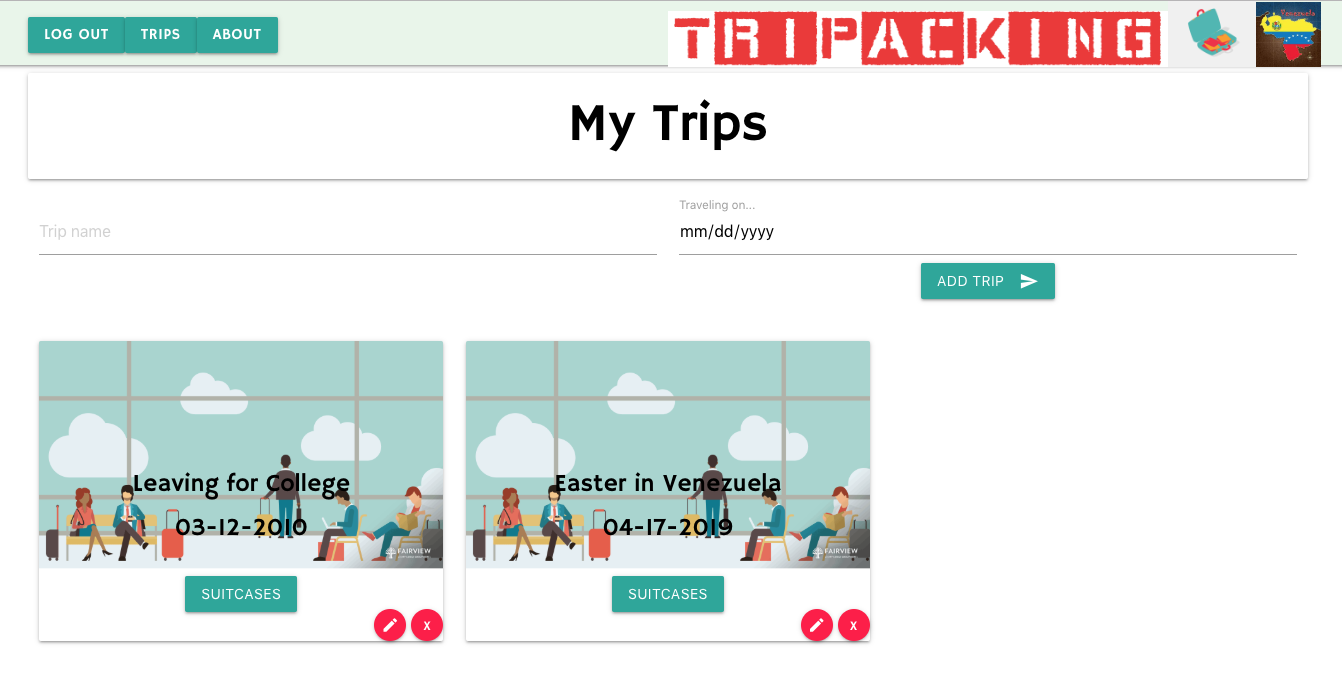 LOG OUT TRIPS ABOUT
TRIPACKING
Venezuela
My Trips
Traveling on...
Trip name
mm/dd/yyyy
ADD TRIP
Leaving for College
03-12-2010
FAIRVIEW
SUITCASES
x
Easter in Venezuela
04-17-2019
FAIRVIEW
SUITCASES
x